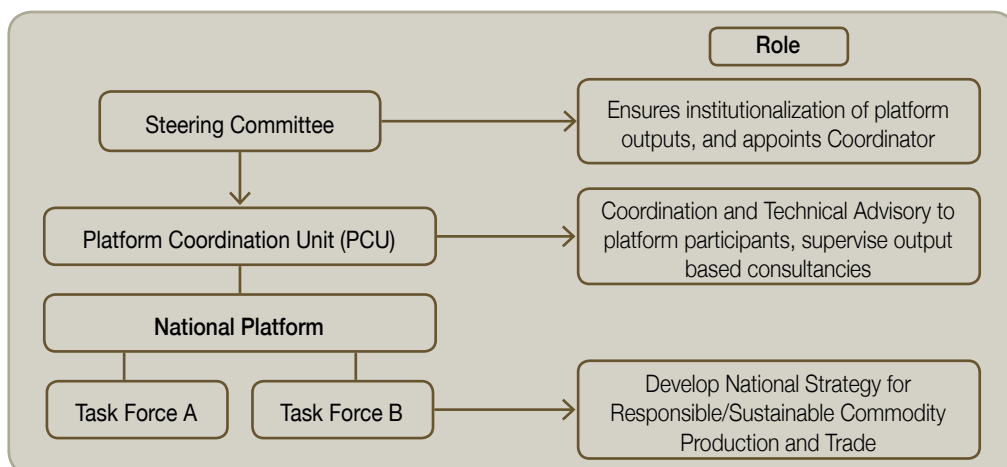 Role
Steering Committee
Ensures institutionalization of platform
outputs, and appoints Coordinator
Platform Coordination Unit (PCU)
Coordination and Technical Advisory to
platform participants, supervise output
based consultancies
National Platform
Task Force A
Task Force B
Develop National Strategy for
Responsible/Sustainable Commodity
Production and Trade